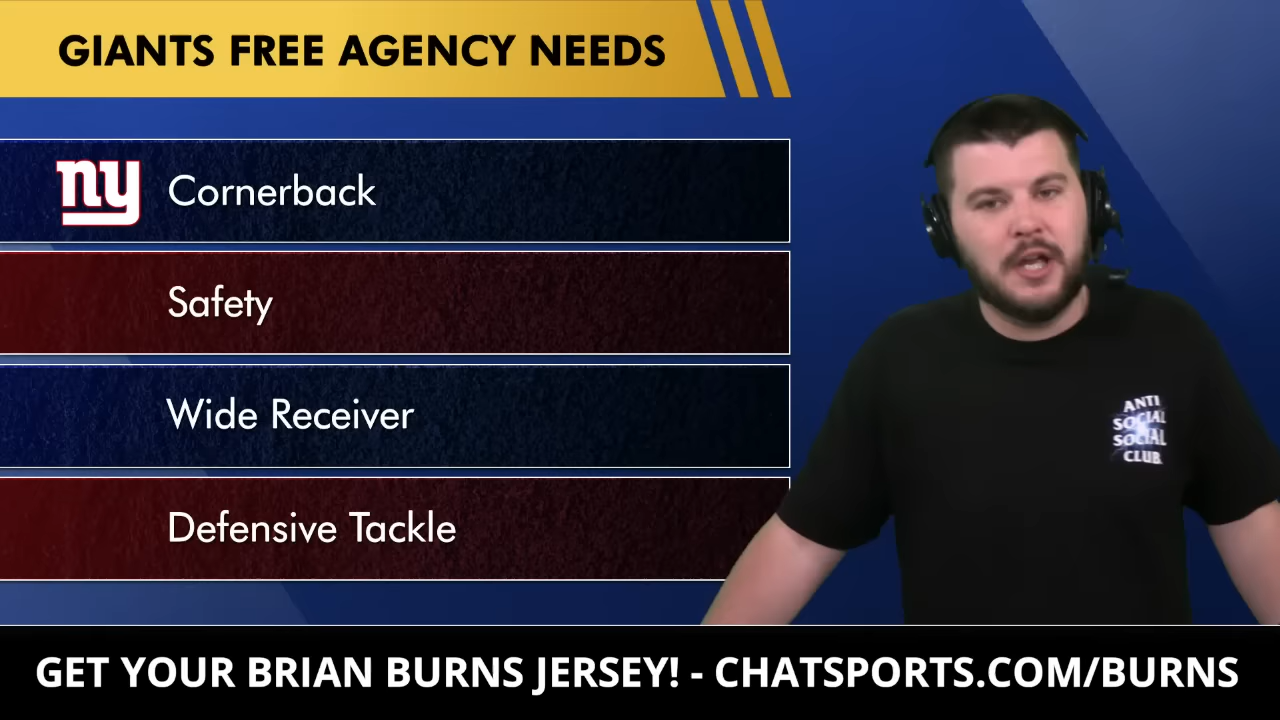 GIANTS FREE AGENCY NEEDS
ny
Cornerback
Safety
Wide Receiver
Defensive Tackle
ANTI
SOCIAL
SOCIAL
CLUB
GET YOUR BRIAN BURNS JERSEY! - CHATSPORTS.COM/BURNS